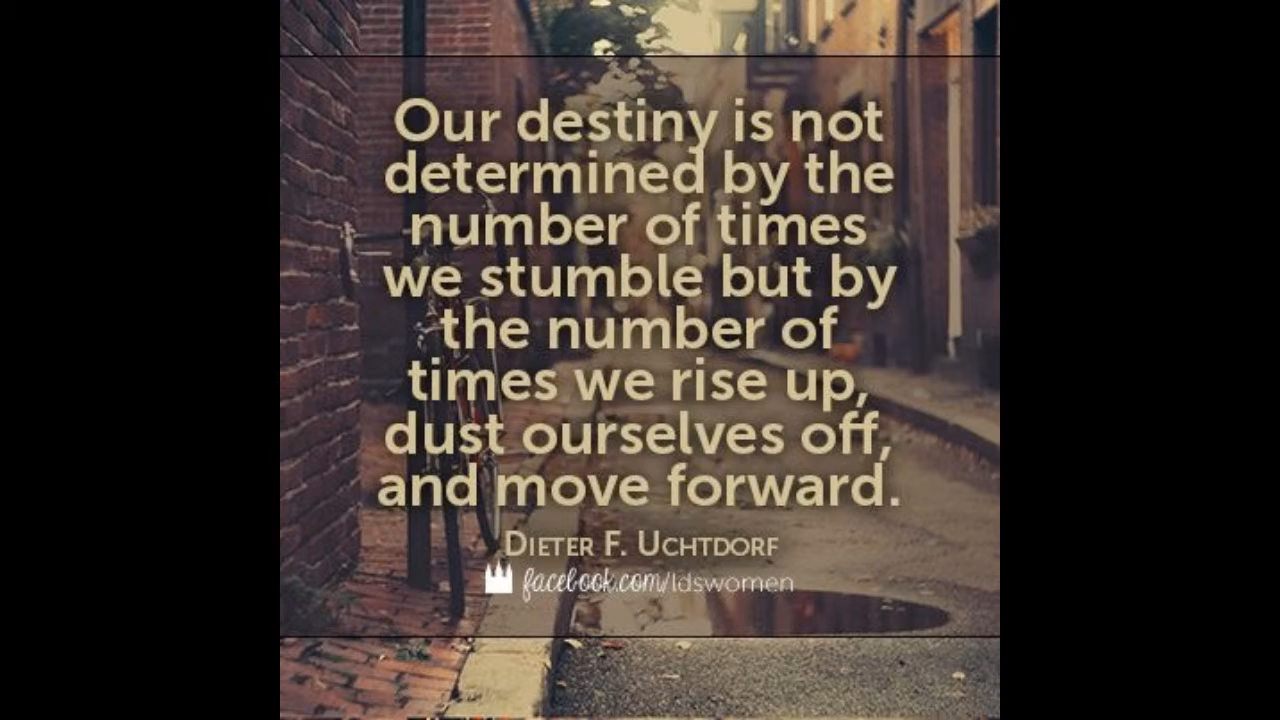 Our destiny is not
determined by the
number of times
we stumble but by
the number of
times we rise up,
dust ourselves off,
and move forward.
Dieter F. Uchtdorf
facebook.com/ldswomen